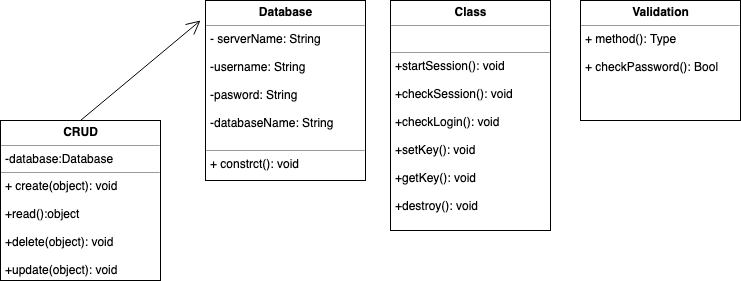 Database
- serverName: String
-username: String
-pasword: String
-databaseName: String
+ constrct(): void
Class
+startSession(): void
+checkSession(): void
+checkLogin(): void
+setKey(): void
+getKey(): void
+destroy(): void
Validation
+ method(): Type
+ checkPassword(): Bool
CRUD
-database:Database
+ create(object): void
+read():object
+delete(object): void
+update(object): void